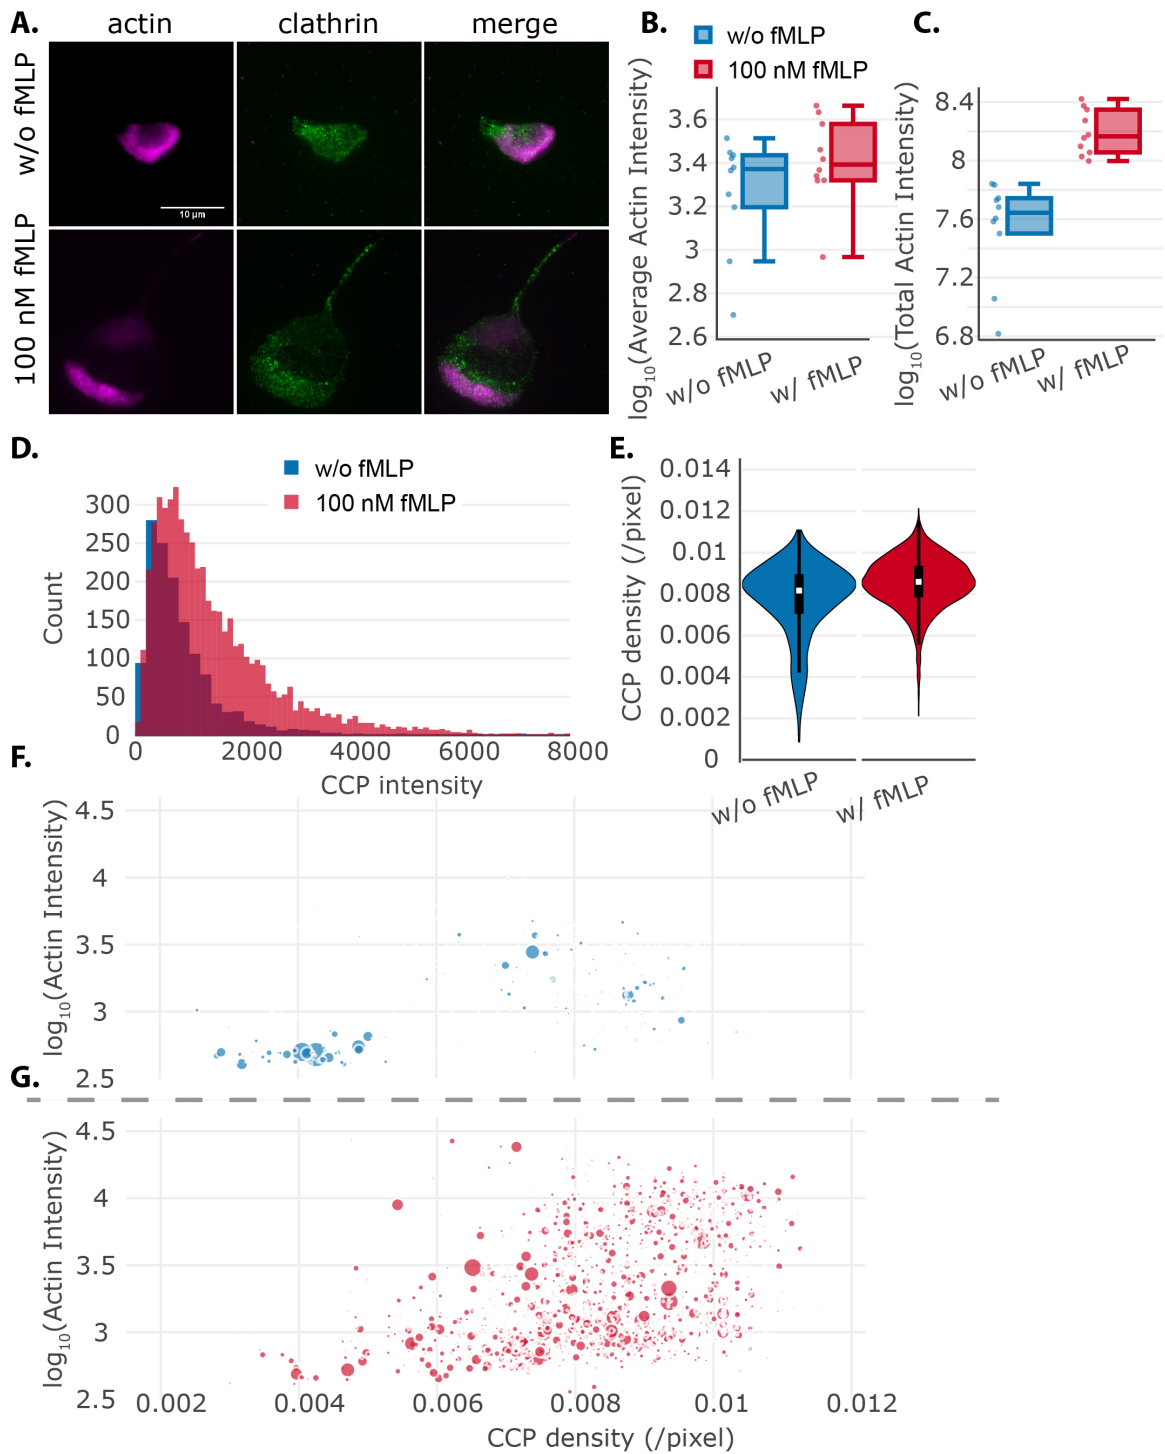 A.
actin
clathrin
merge
w/o fMLP
10 µm
100 nM fMLP
B.
w/o fMLP
100 nM fMLP
log10(Average Actin Intensity)
3.6
3.4
3.2
3
2.8
2.6
w/o fMLP
w/ fMLP
C.
log10(Total Actin Intensity)
8.4
8
7.6
7.2
6.8
w/o fMLP
w/ fMLP
D.
w/o fMLP
100 nM fMLP
Count
300
250
200
150
100
50
0
0
2000
4000
6000
8000
CCP intensity
E.
CCP density (/pixel)
0.014
0.012
0.01
0.008
0.006
0.004
0.002
0
w/o fMLP
w/ fMLP
F.
log10(Actin Intensity)
4.5
4
3.5
3
2.5
G.
log10(Actin Intensity)
4.5
4
3.5
3
2.5
0.002
0.004
0.006
0.008
0.01
0.012
CCP density (/pixel)